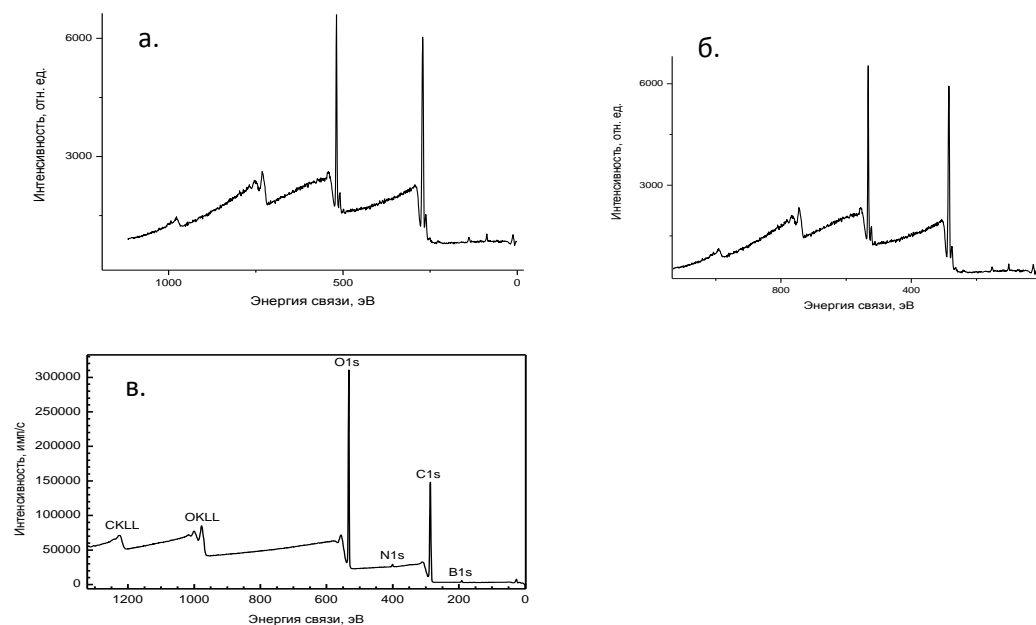 а.
Интенсивность, отн. ед.
6000
3000
1000
500
0
Энергия связи, эВ
б.
Интенсивность, отн. ед.
6000
3000
800
400
Энергия связи, эВ
в.
Интенсивность, имп/с
300000
250000
200000
150000
100000
50000
0
O1s
C1s
CKLL
OKLL
N1s
B1s
1200
1000
800
600
400
200
0
Энергия связи, эВ